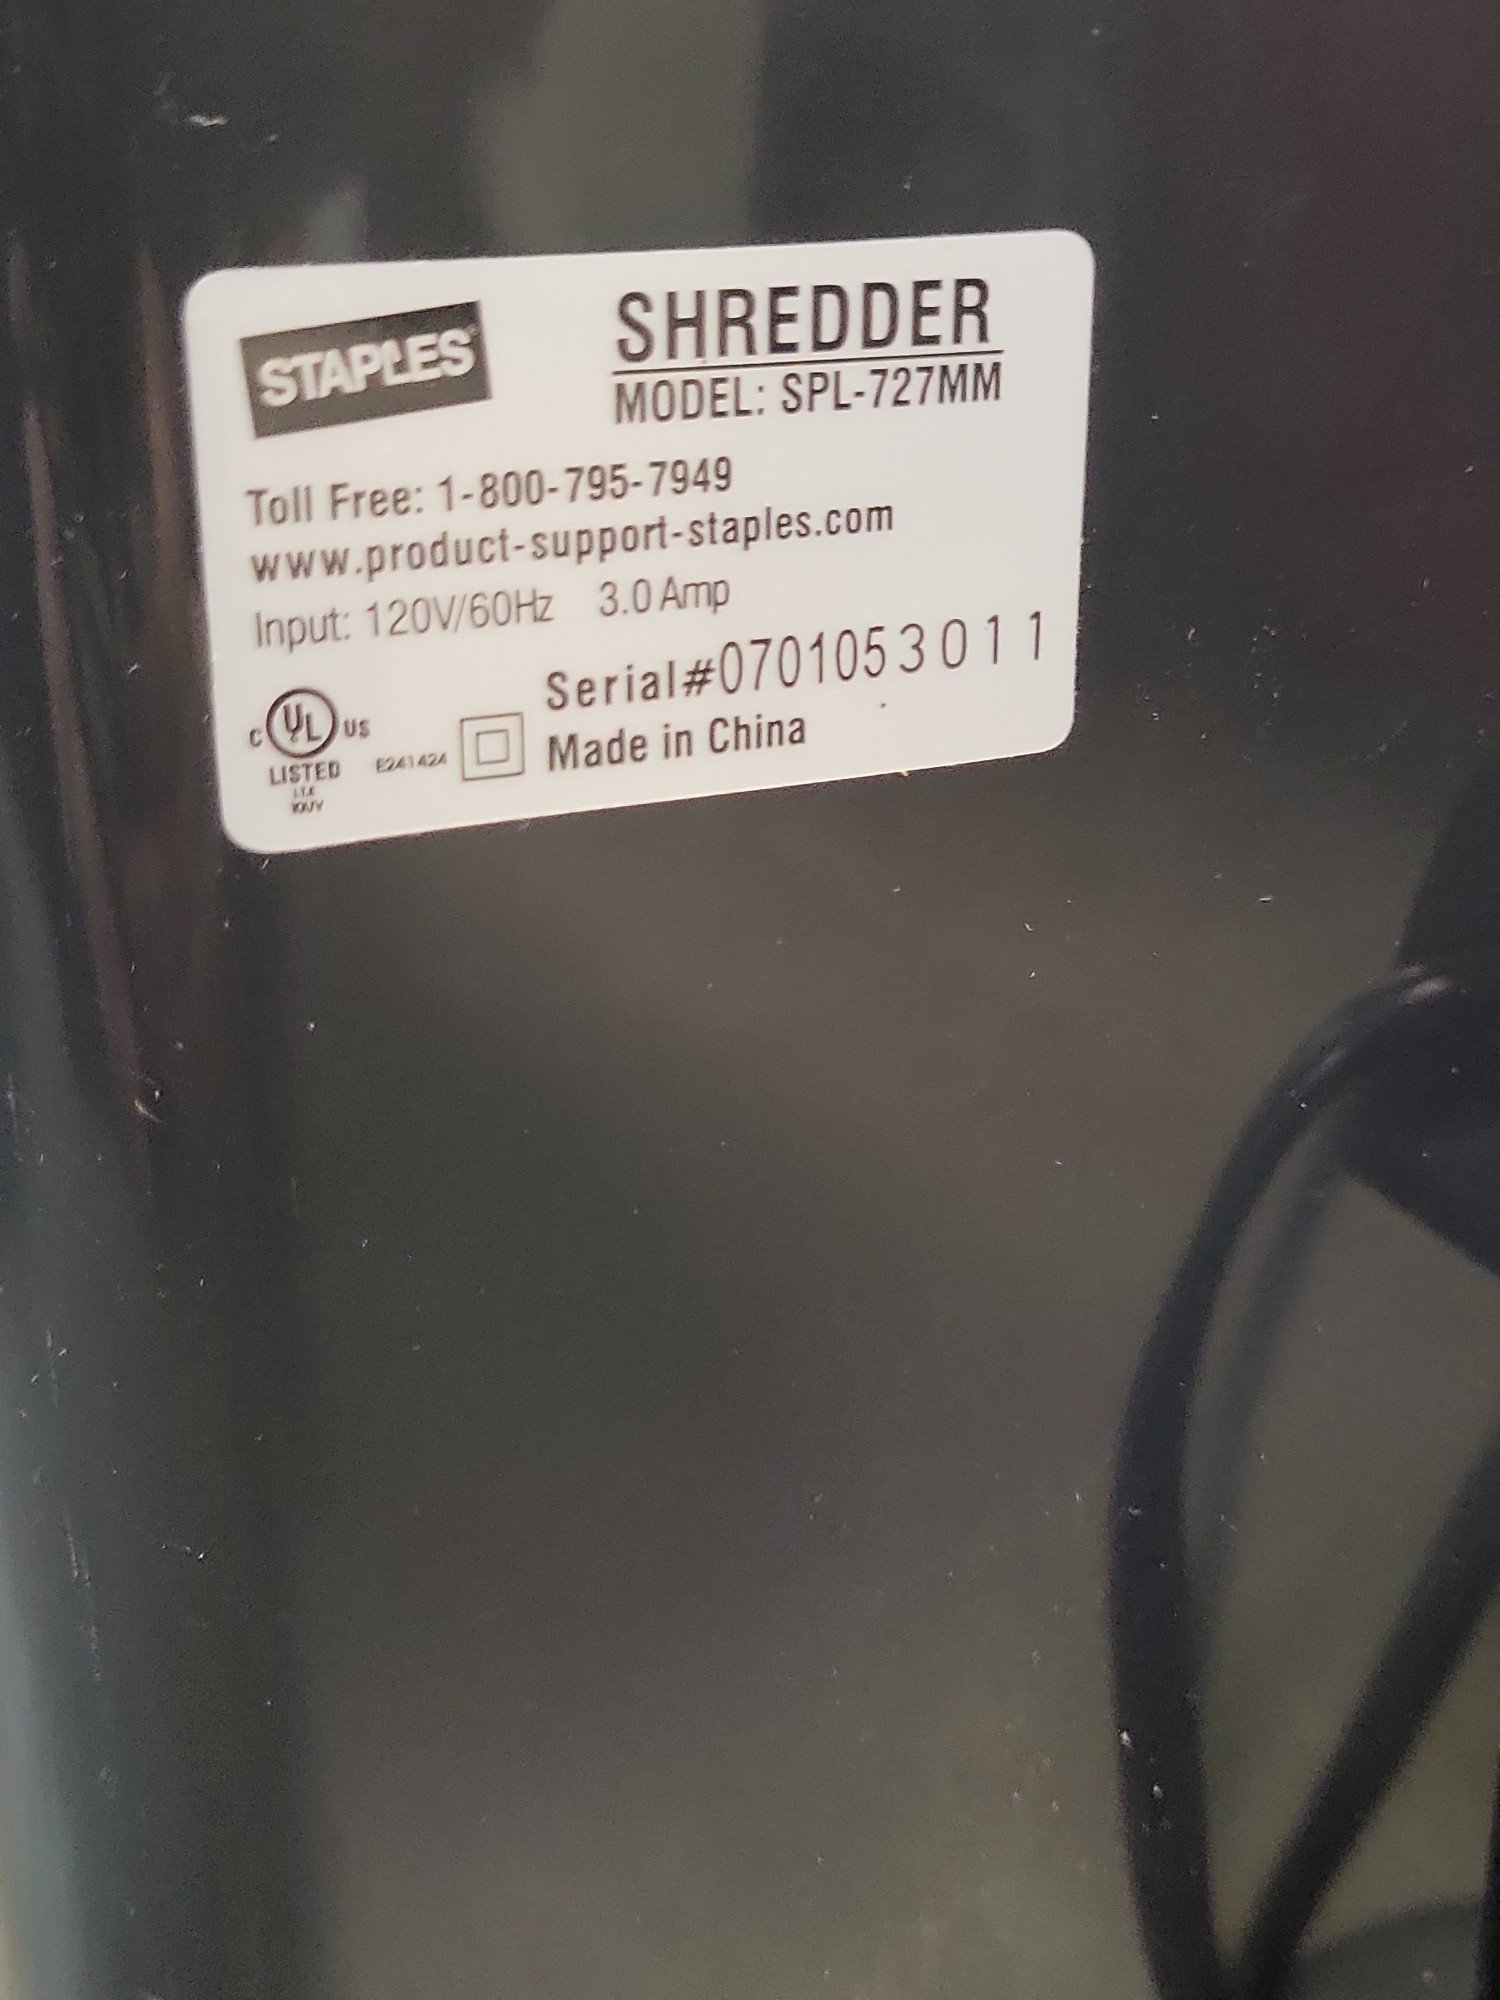 STAPLES
SHREDDER
MODEL: SPL-727MM
Toll Free: 1-800-795-7949
www.product-support-staples.com
Input: 120V/60Hz 3.0 Amp
Serial#0701053011
Made in China
C UL US
LISTED
E241424
I.T.E